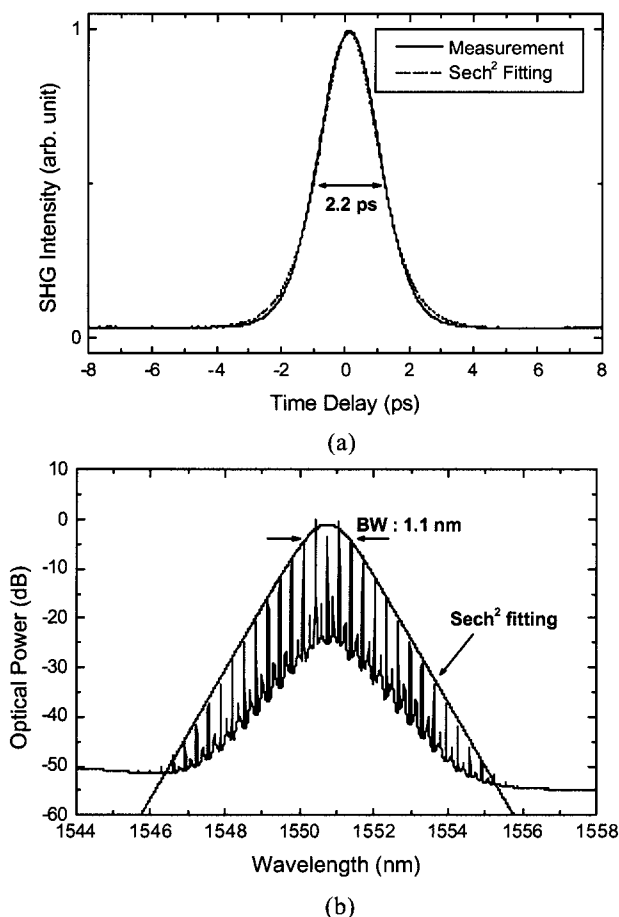 SHG Intensity (arb. unit)
1
0
Measurement
Sech² Fitting
2.2 ps
-8 -6 -4 -2 0 2 4 6 8
Time Delay (ps)
(a)
Optical Power (dB)
10
0
-10
-20
-30
-40
-50
-60
BW : 1.1 nm
Sech² fitting
1544 1546 1548 1550 1552 1554 1556 1558
Wavelength (nm)
(b)